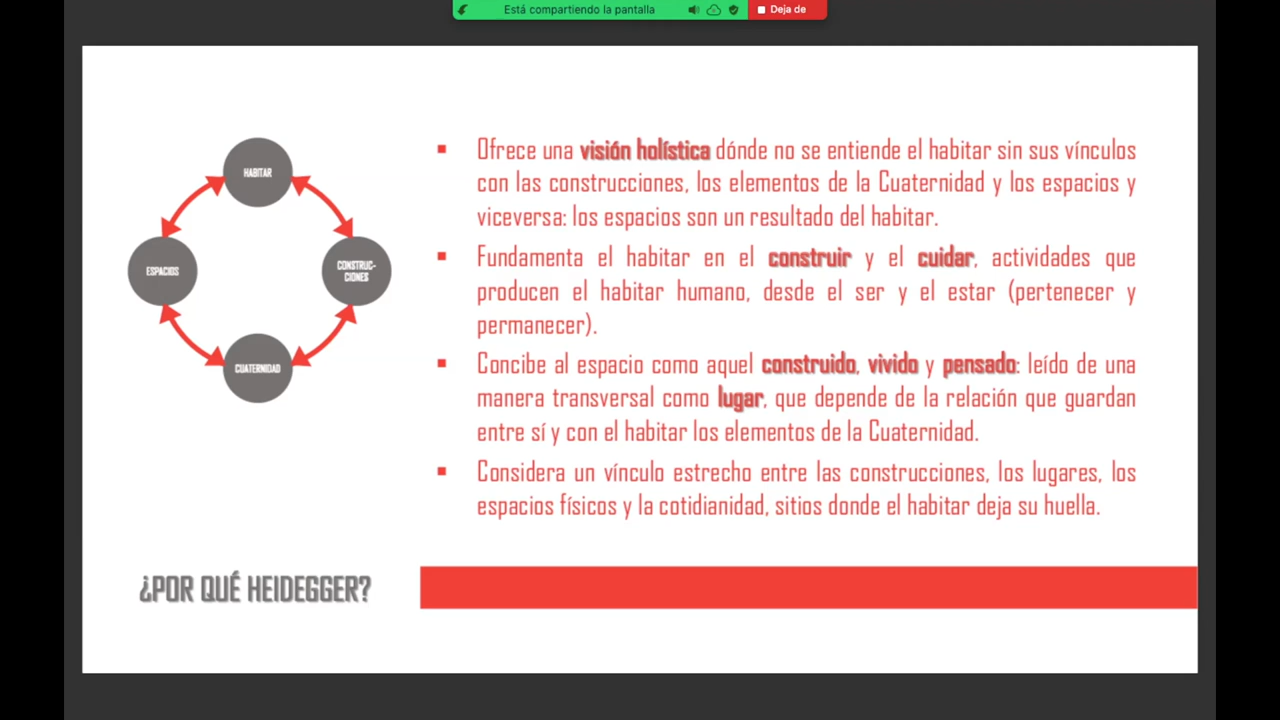 Está compartiendo la pantalla
Deja de
HABITAR
ESPACIOS
CONSTRUC-
CIONES
CUATERNIDAD
▪ Ofrece una visión holística dónde no se entiende el habitar sin sus vínculos
con las construcciones, los elementos de la Cuaternidad y los espacios y
viceversa: los espacios son un resultado del habitar.
▪ Fundamenta el habitar en el construir y el cuidar, actividades que
producen el habitar humano, desde el ser y el estar (pertenecer y
permanecer).
▪ Concibe al espacio como aquel construido, vivido y pensado: leído de una
manera transversal como lugar, que depende de la relación que guardan
entre sí y con el habitar los elementos de la Cuaternidad.
▪ Considera un vínculo estrecho entre las construcciones, los lugares, los
espacios físicos y la cotidianidad, sitios donde el habitar deja su huella.
¿POR QUÉ HEIDEGGER?